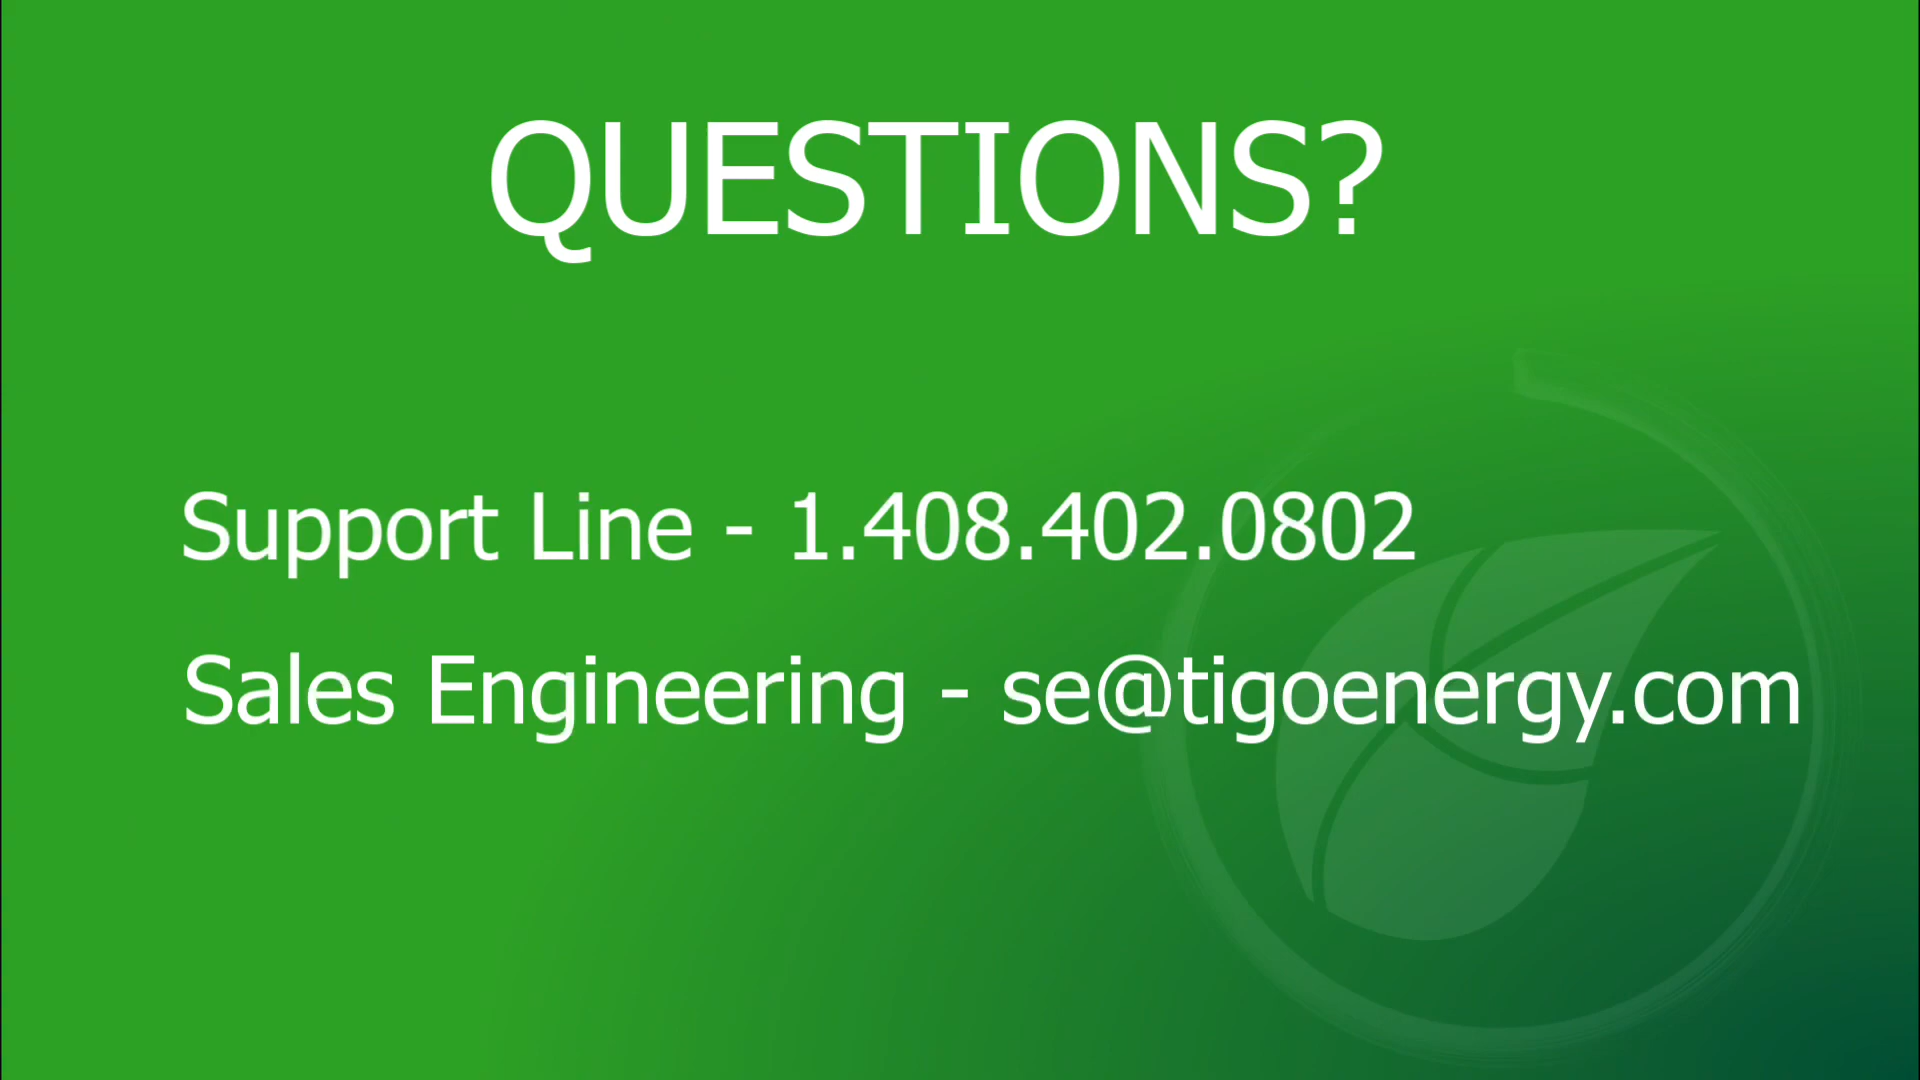 QUESTIONS?
Support Line - 1.408.402.0802
Sales Engineering - se@tigoenergy.com